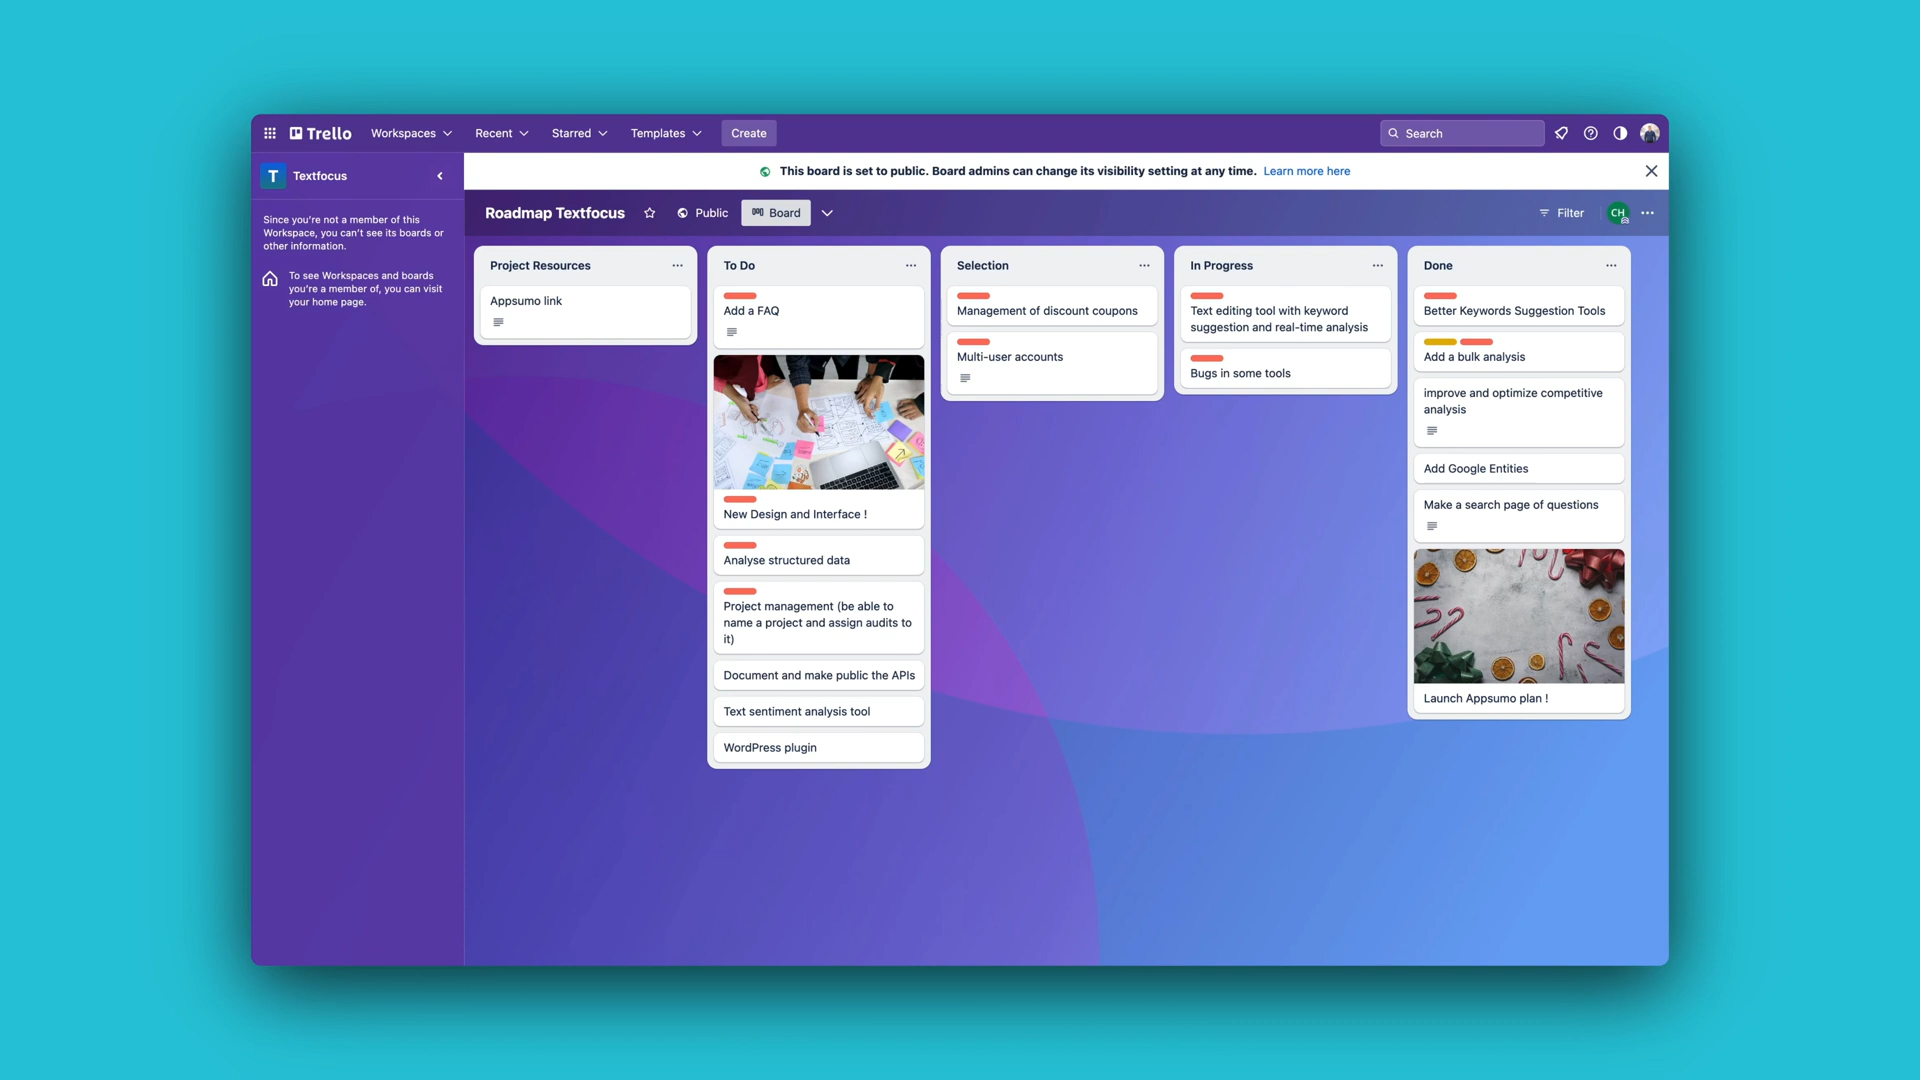 Trello
Workspaces
Recent
Starred
Templates
Create
Search
T
Textfocus
This board is set to public. Board admins can change its visibility setting at any time. Learn more here
Since you're not a member of this
Workspace, you can't see its boards or
other information.
To see Workspaces and boards
you're a member of, you can visit
your home page.
Roadmap Textfocus
Public
Board
Filter
CH
Project Resources
Appsumo link
To Do
Add a FAQ
New Design and Interface !
Analyse structured data
Project management (be able to
name a project and assign audits to
it)
Document and make public the APIs
Text sentiment analysis tool
WordPress plugin
Selection
Management of discount coupons
Multi-user accounts
In Progress
Text editing tool with keyword
suggestion and real-time analysis
Bugs in some tools
Done
Better Keywords Suggestion Tools
Add a bulk analysis
improve and optimize competitive
analysis
Add Google Entities
Make a search page of questions
Launch Appsumo plan !